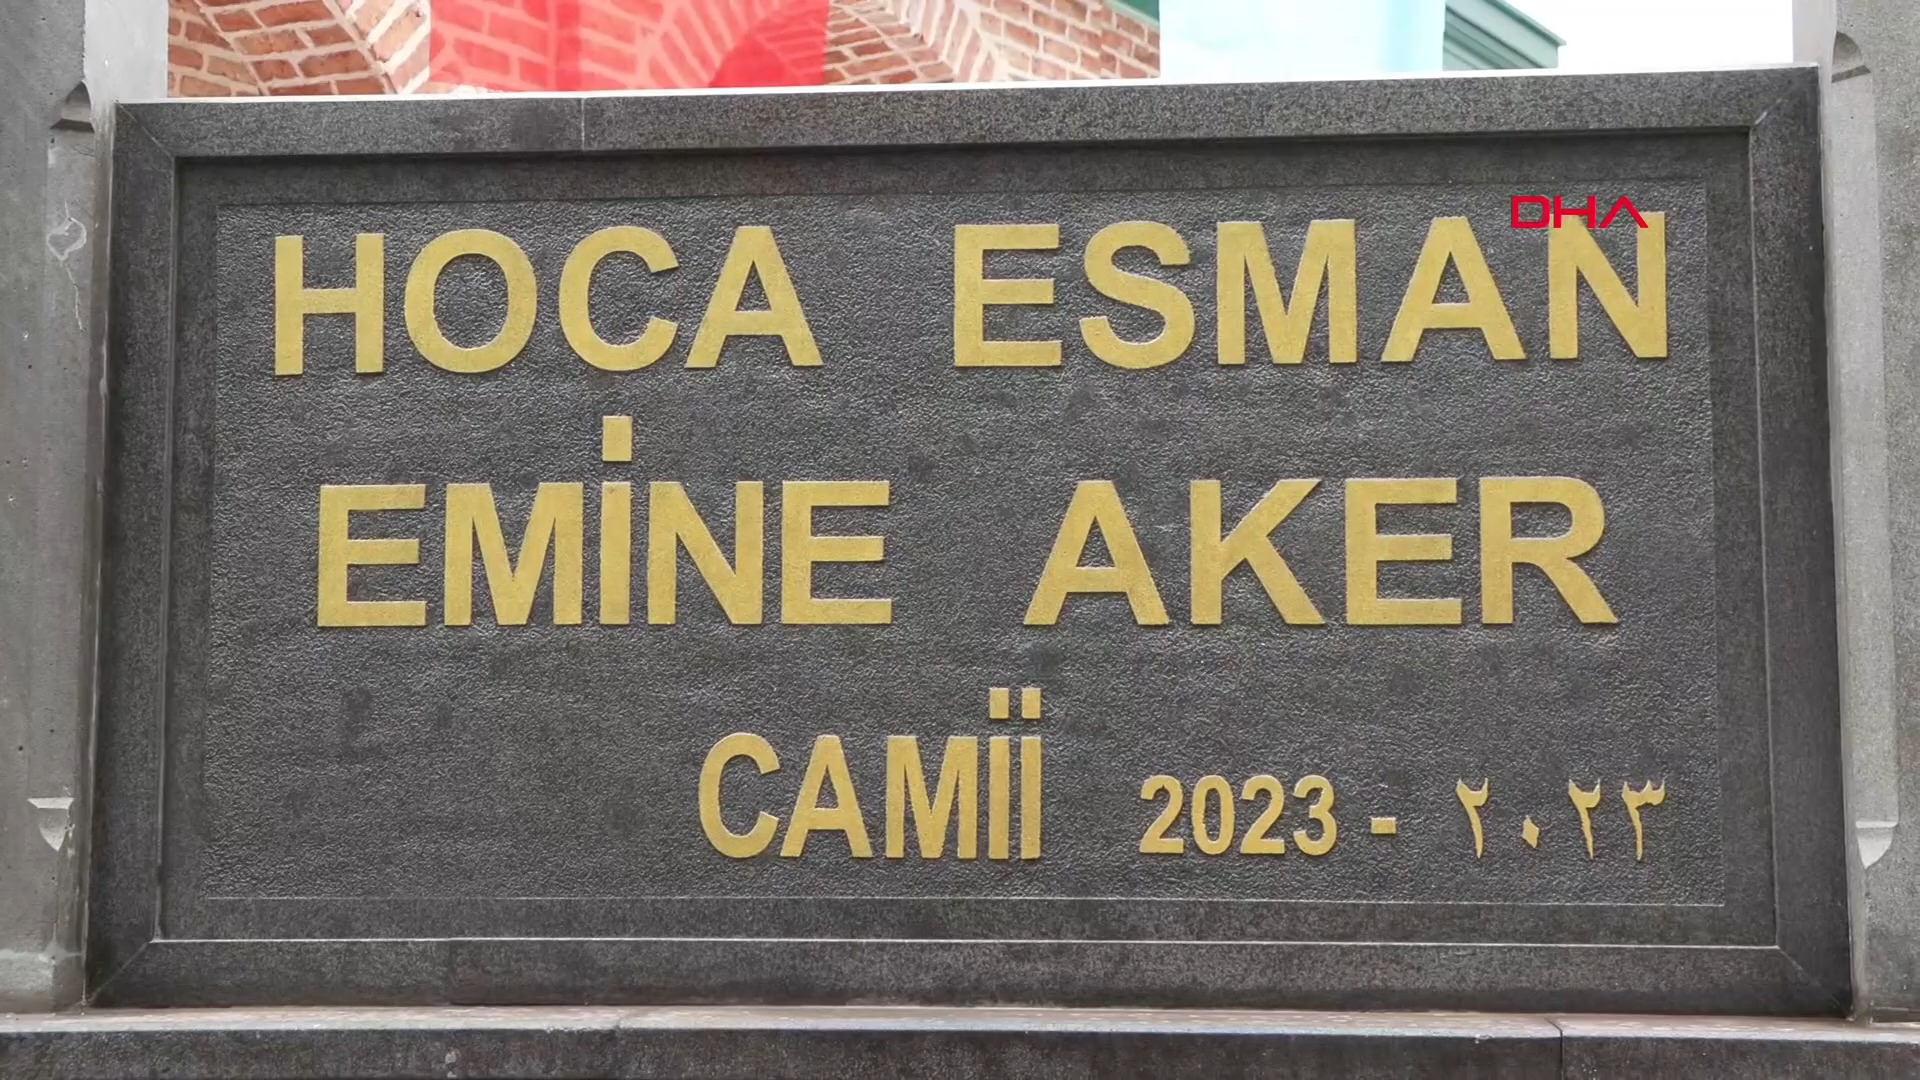 DHA
HOCA ESMAN
EMİNE AKER
CAMİİ 2023 - ٢٠٢٣